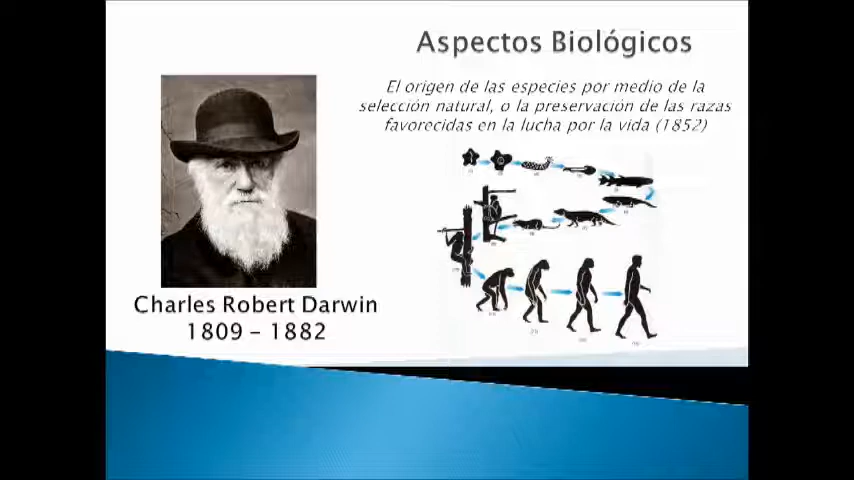 Aspectos Biológicos
El origen de las especies por medio de la
selección natural, o la preservación de las razas
favorecidas en la lucha por la vida (1852)
Charles Robert Darwin
1809 – 1882